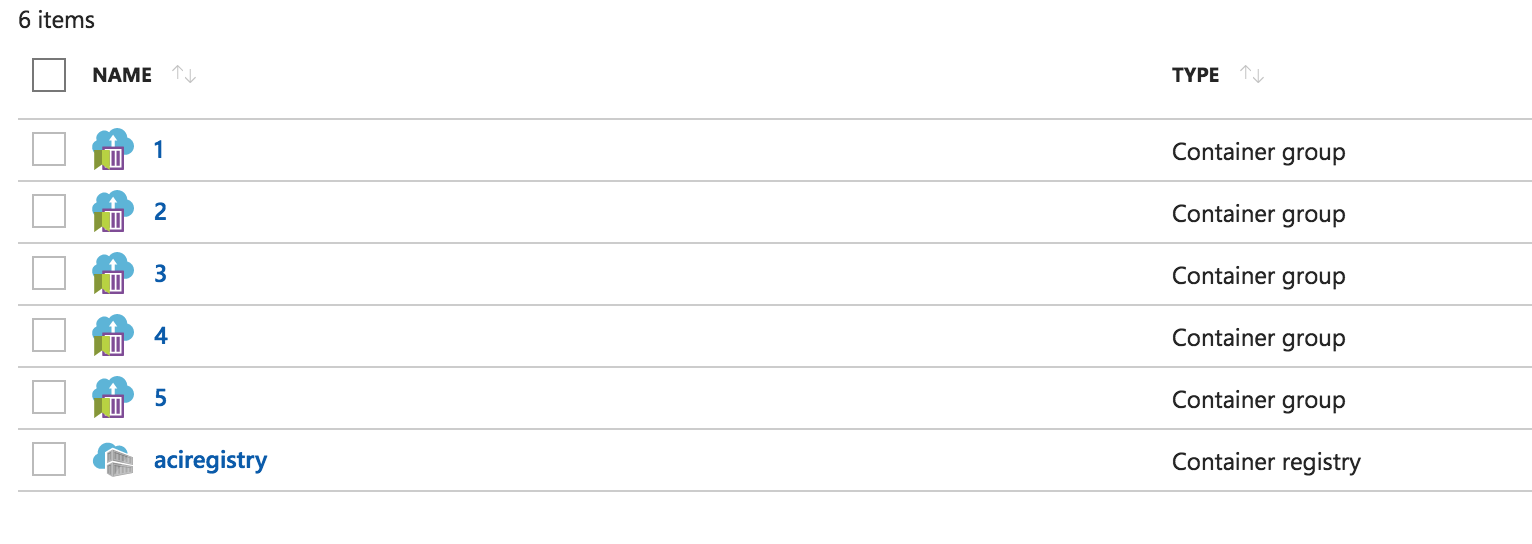 6 items
NAME TYPE
1 Container group
2 Container group
3 Container group
4 Container group
5 Container group
aciregistry Container registry